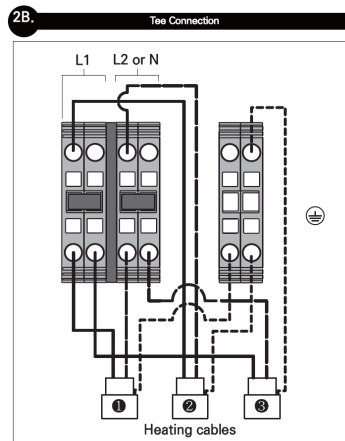 2B. Tee Connection
L1 L2 or N
❶ ❷ ❸
Heating cables